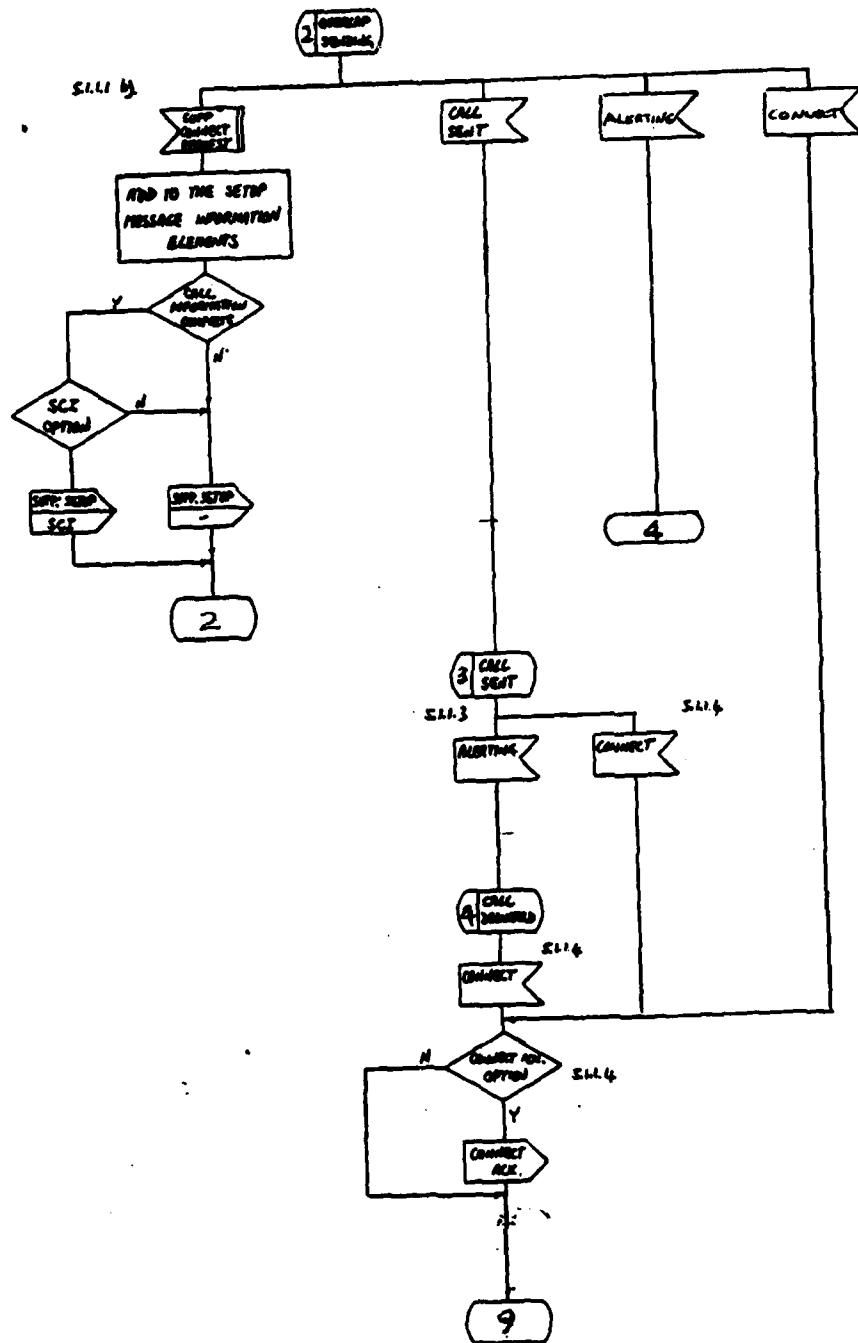 2 OVERLAP
SENDING
5.1.1.1 b)
SUPP
CONNECT
REQUEST
CALL
SENT
ALERTING
CONNECT
ADD TO THE SETUP
MESSAGE INFORMATION
ELEMENTS
CALL
INFORMATION
COMPLETE
Y
N
SCI
OPTION
N
SUPP. SETUP
SCI
SUPP. SETUP
-
4
2
3 CALL
SENT
5.1.1.3
5.1.1.4
ALERTING
CONNECT
4 CALL
5.1.1.4
CONNECT
N
CONNECT ACK.
OPTION
5.1.1.4
Y
CONNECT
ACK.
9